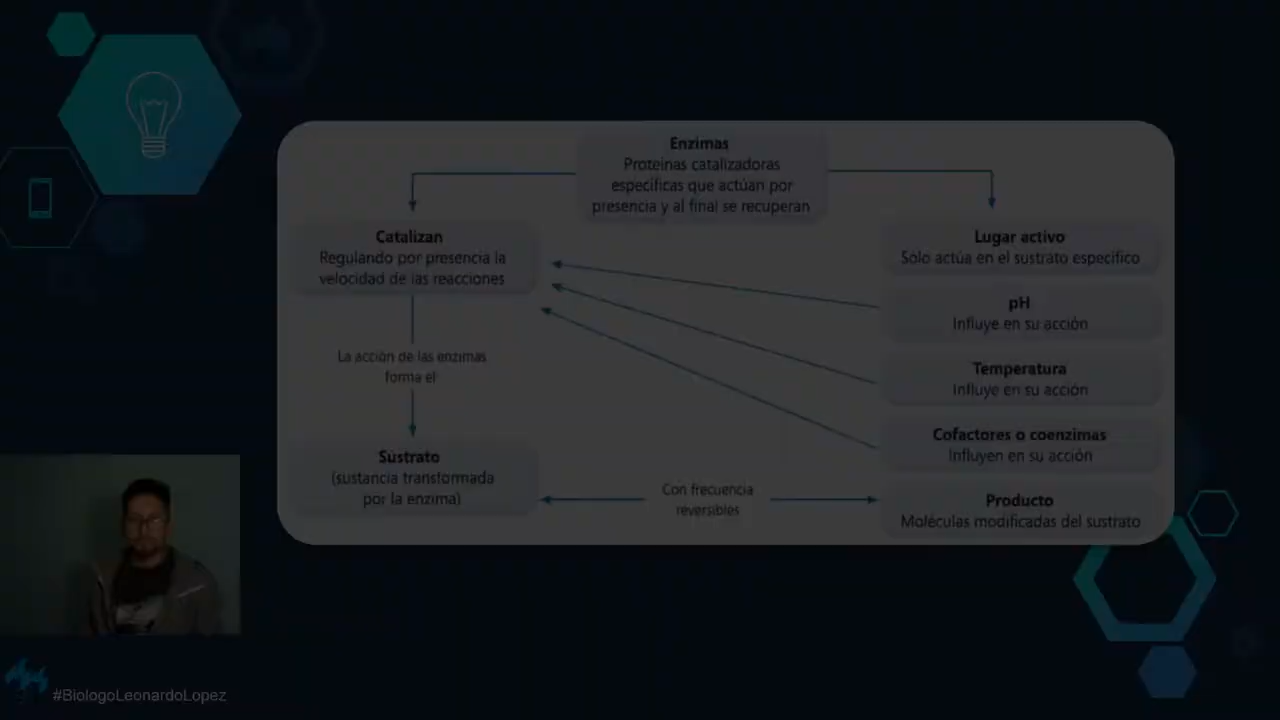 Enzimas
Proteínas catalizadoras
específicas que actúan por
presencia y al final se recuperan
Catalizan
Regulando por presencia la
velocidad de las reacciones
Lugar activo
Sólo actúa en el sustrato específico
pH
Influye en su acción
La acción de las enzimas
forma el
Temperatura
Influye en su acción
Cofactores o coenzimas
Influyen en su acción
Sustrato
(sustancia transformada
por la enzima)
Con frecuencia
reversibles
Producto
Moléculas modificadas del sustrato
#BiologoLeonardoLopez